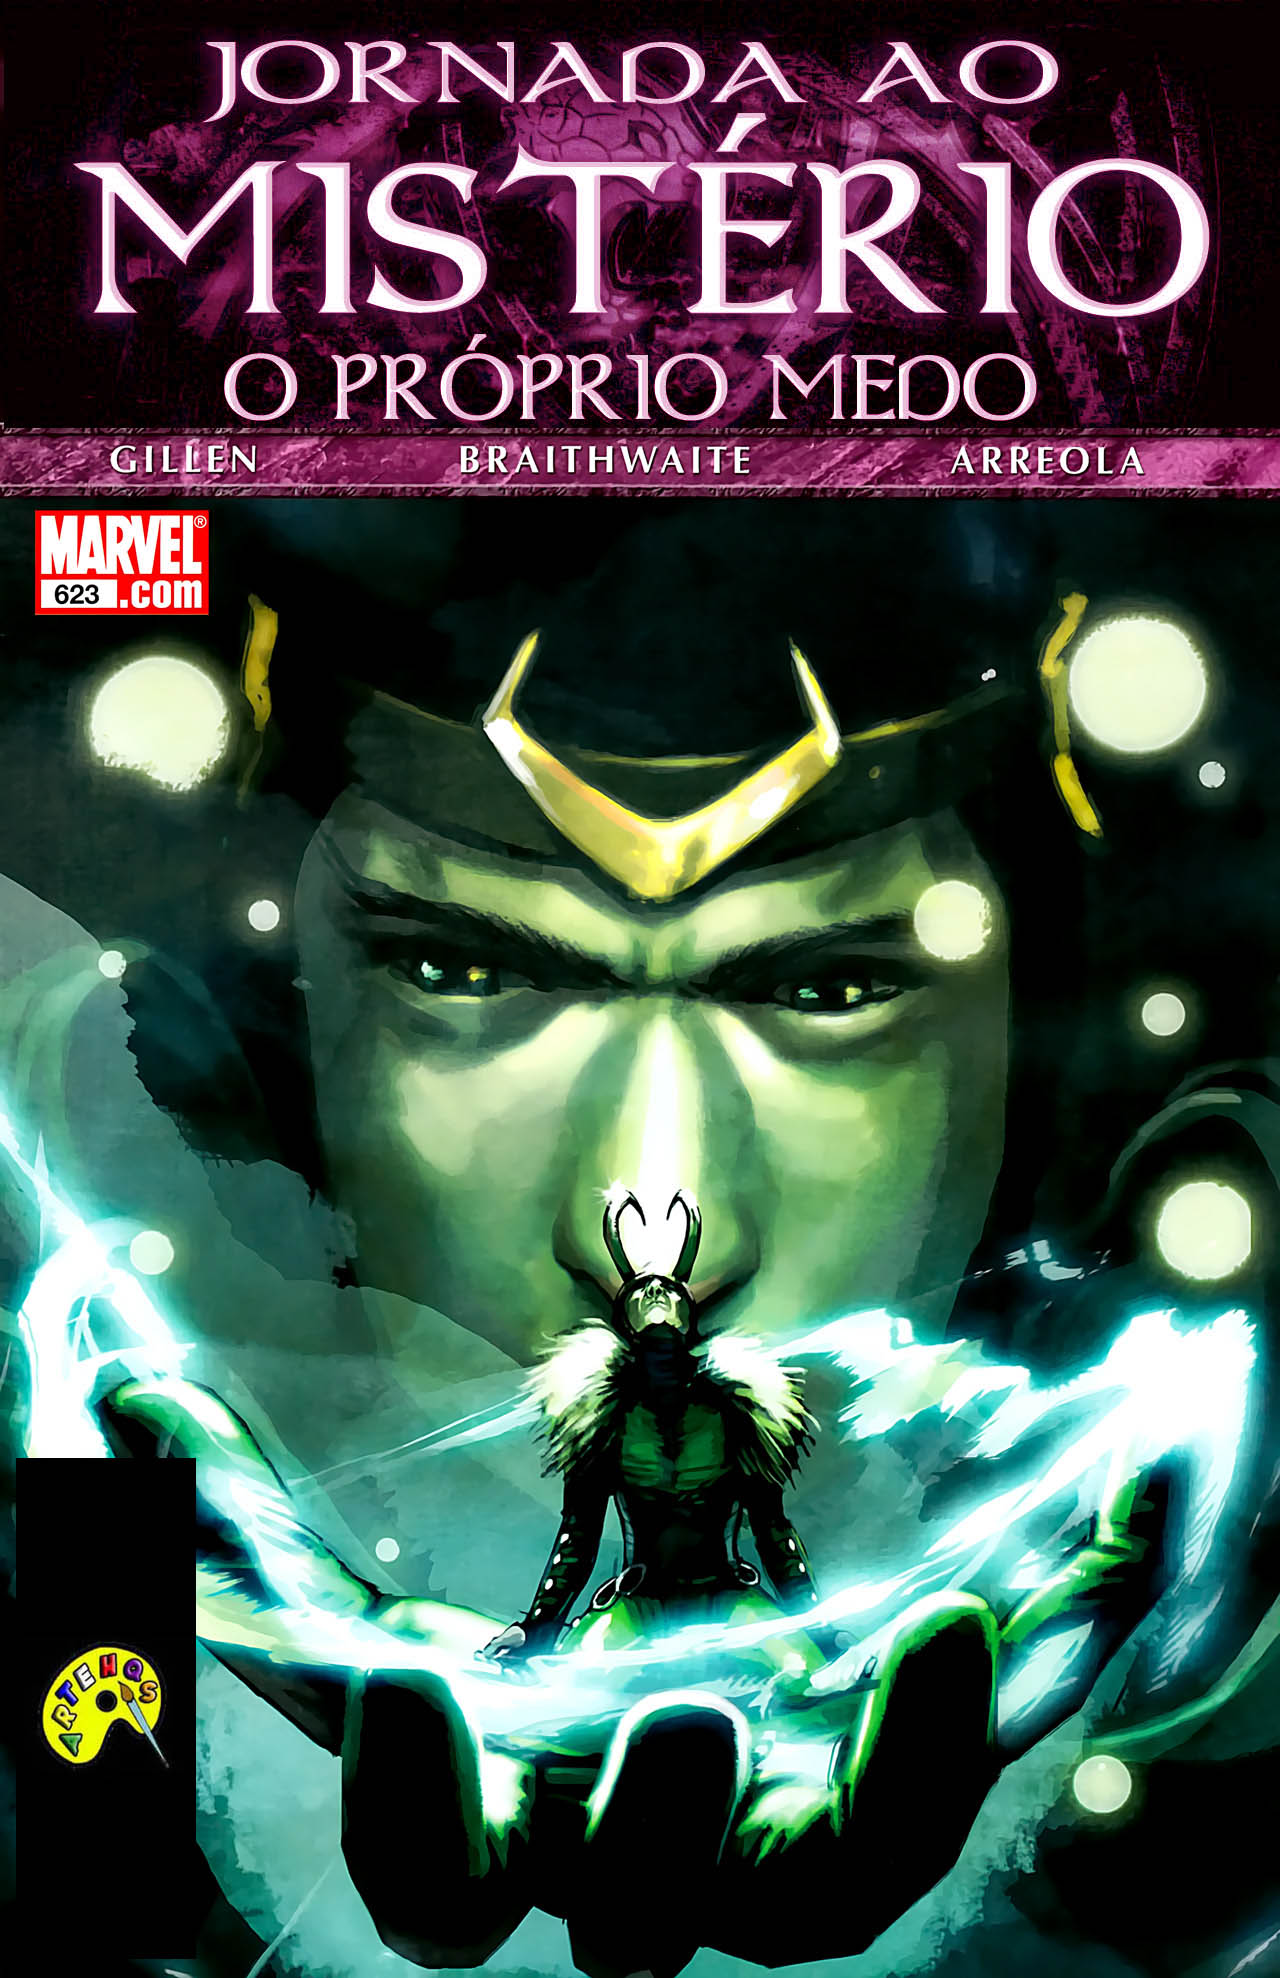 JORNADA AO
MISTÉRIO
O PRÓPRIO MEDO
GILLEN BRAITHWAITE ARREOLA
MARVEL®
623 .com
ARTEHQS